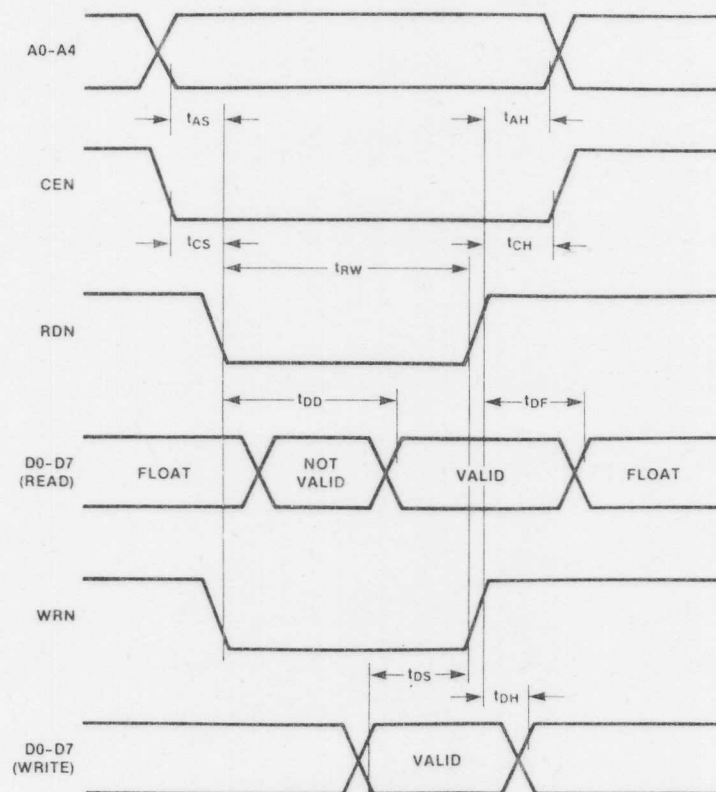 A0-A4
tAS
tAH
CEN
tCS
tCH
tRW
RDN
tDD
tDF
D0-D7
(READ)
FLOAT
NOT
VALID
VALID
FLOAT
WRN
tDS
tDH
D0-D7
(WRITE)
VALID